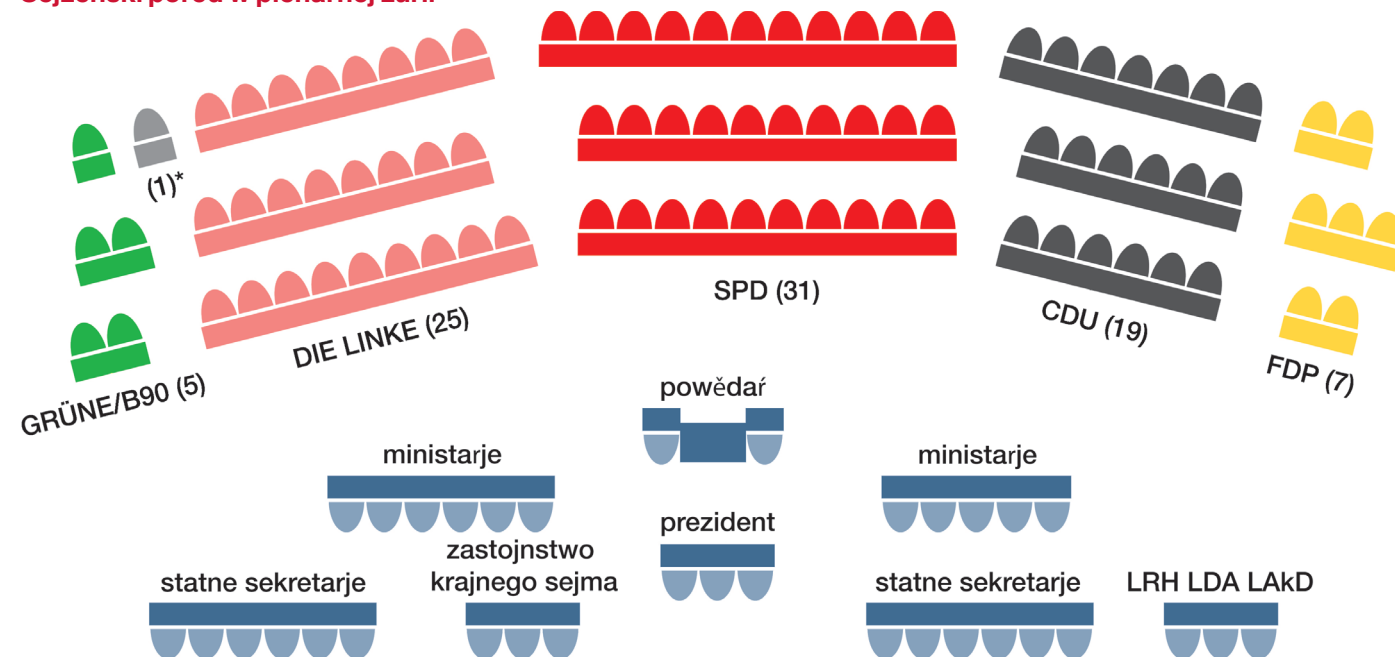 (1)*
SPD (31)
DIE LINKE (25)
CDU (19)
GRÜNE/B90 (5)
FDP (7)
powědaŕ
ministarje
ministarje
prezident
zastojnstwo
krajnego sejma
statne sekretarje
statne sekretarje
LRH LDA LAkD